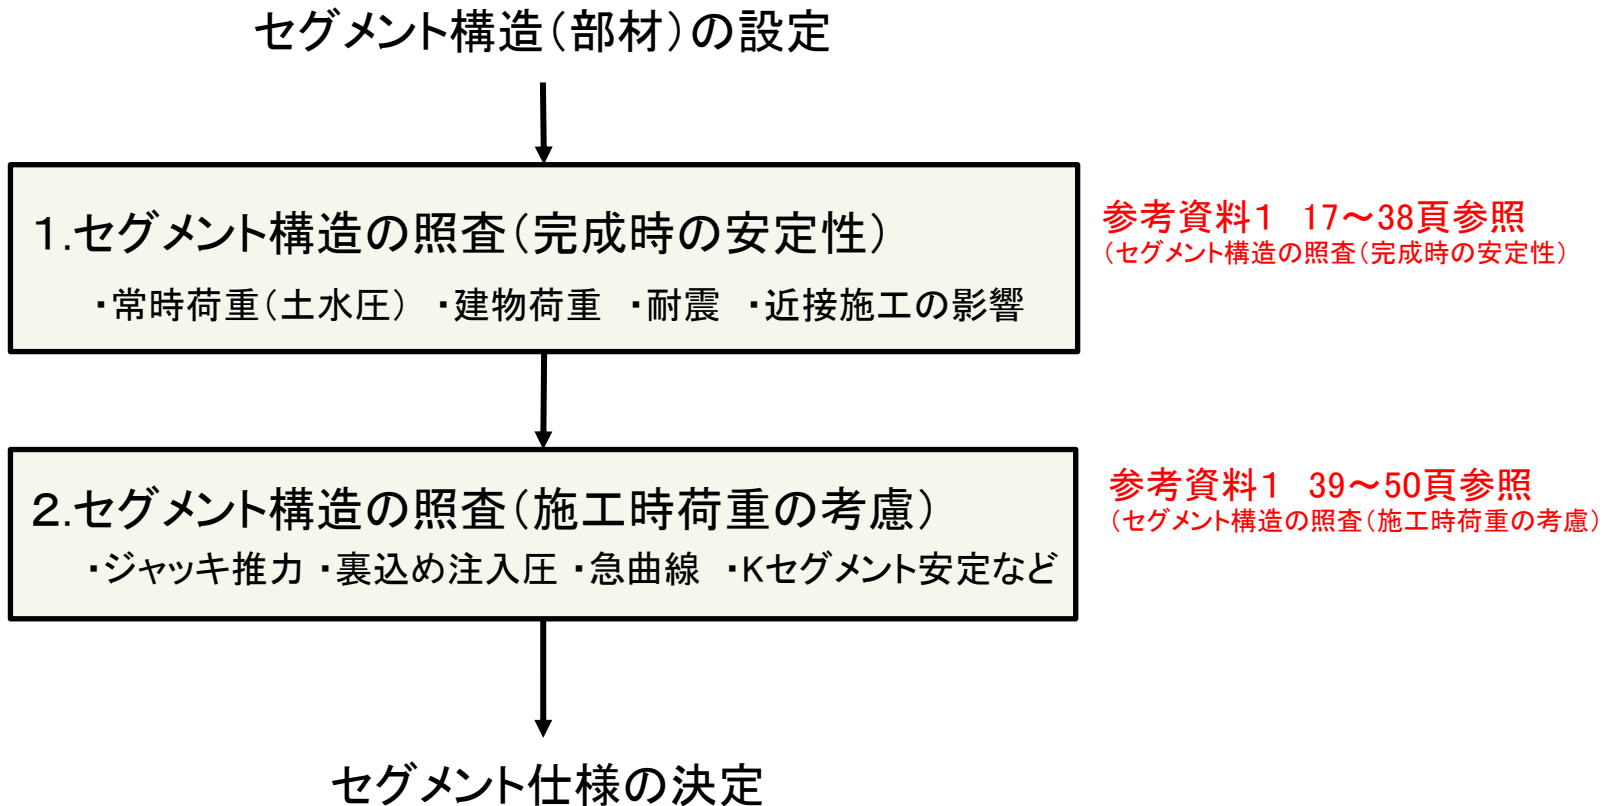 セグメント構造（部材）の設定
１.セグメント構造の照査（完成時の安定性）
・常時荷重（土水圧） ・建物荷重 ・耐震 ・近接施工の影響
参考資料１ 17～38頁参照
（セグメント構造の照査（完成時の安定性）
２.セグメント構造の照査（施工時荷重の考慮）
・ジャッキ推力 ・裏込め注入圧 ・急曲線 ・Kセグメント安定など
参考資料１ 39～50頁参照
（セグメント構造の照査（施工時荷重の考慮）
セグメント仕様の決定